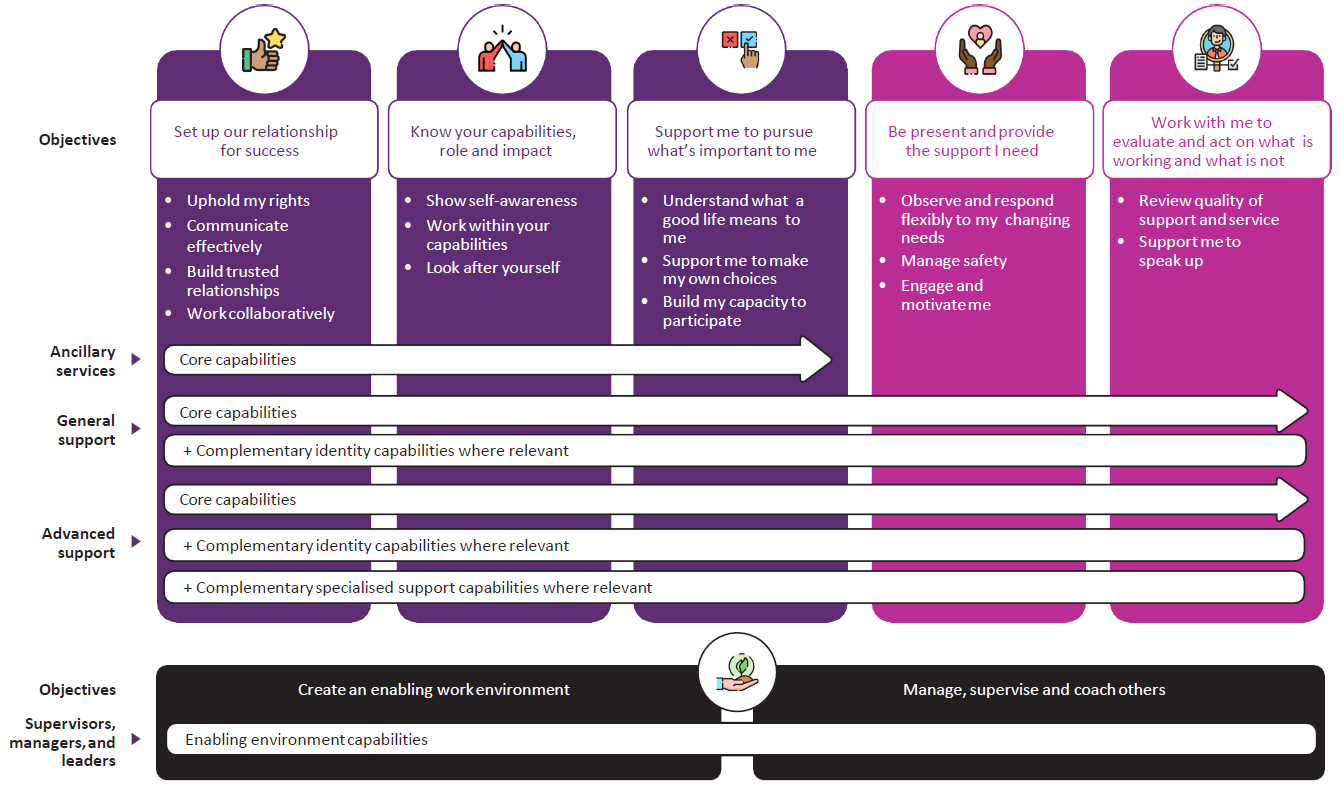 Objectives
Set up our relationship
for success
Know your capabilities,
role and impact
Support me to pursue
what's important to me
Be present and provide
the support I need
Work with me to
evaluate and act on what is
working and what is not
• Uphold my rights
• Communicate
effectively
• Build trusted
relationships
• Work collaboratively
• Show self-awareness
• Work within your
capabilities
• Look after yourself
• Understand what a
good life means to
me
• Support me to make
my own choices
• Build my capacity to
participate
• Observe and respond
flexibly to my changing
needs
• Manage safety
• Engage and
motivate me
• Review quality of
support and service
• Support me to
speak up
Ancillary
services
Core capabilities
General
support
Core capabilities
+ Complementary identity capabilities where relevant
Advanced
support
Core capabilities
+ Complementary identity capabilities where relevant
+ Complementary specialised support capabilities where relevant
Objectives
Create an enabling work environment
Manage, supervise and coach others
Supervisors,
managers, and
leaders
Enabling environment capabilities